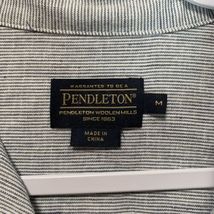 WARRANTED TO BE A
PENDLETON®
PENDLETON WOOLEN MILLS
SINCE 1863
MADE IN
CHINA
M